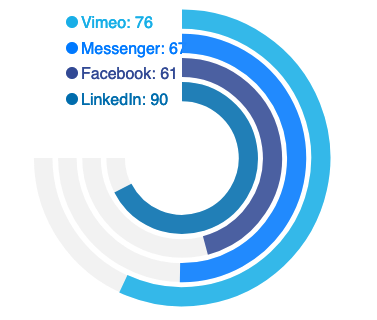 Vimeo: 76
Messenger: 67
Facebook: 61
LinkedIn: 90